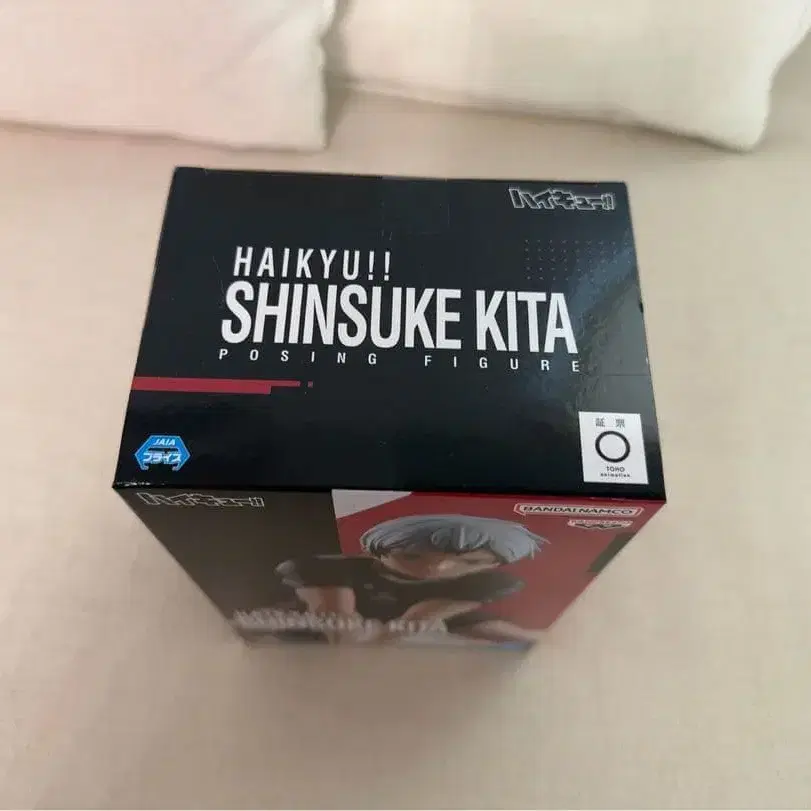 ハイキュー!!
HAIKYU!!
SHINSUKE KITA
POSING FIGURE
証票
TOHO
animation
JAIA
プライズ
ハイキュー!!
BANDAI NAMCO
HAIKYU!!
SHINSUKE KITA